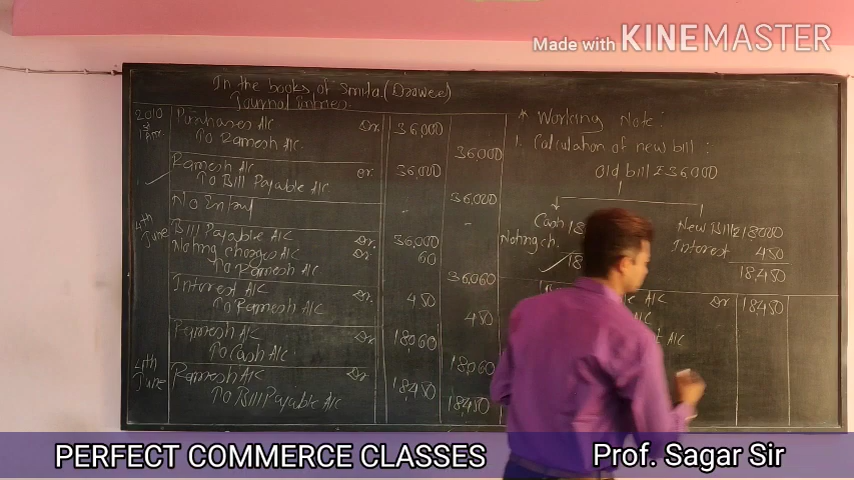 Made with KINEMASTER
In the books of Smita (Drawee)
Journal Entries.
2010
1st Apr.
Purchases A/c Dr. 36,000
To Ramesh A/c. 36,000
Ramesh A/c Dr. 36,000
To Bill Payable A/c. 36,000
No Entry - -
4th June
Bill Payable A/c Dr. 36,000
Noting charges A/c Dr 60
To Ramesh A/c 36,060
Interest A/c Dr. 450
To Ramesh A/c. 450
Ramesh A/c Dr 18,060
To Cash A/c. 18,060
4th June
Ramesh A/c Dr 18,450
To Bill Payable A/c 18,450
* Working Note:
1. Calculation of new bill:
Old bill ₹ 36,000
Cash 18
Noting ch.
18
New Bill ₹ 18,000
Interest 450
18,450
A/c Dr 18,450
A/c
A/c
PERFECT COMMERCE CLASSES Prof. Sagar Sir